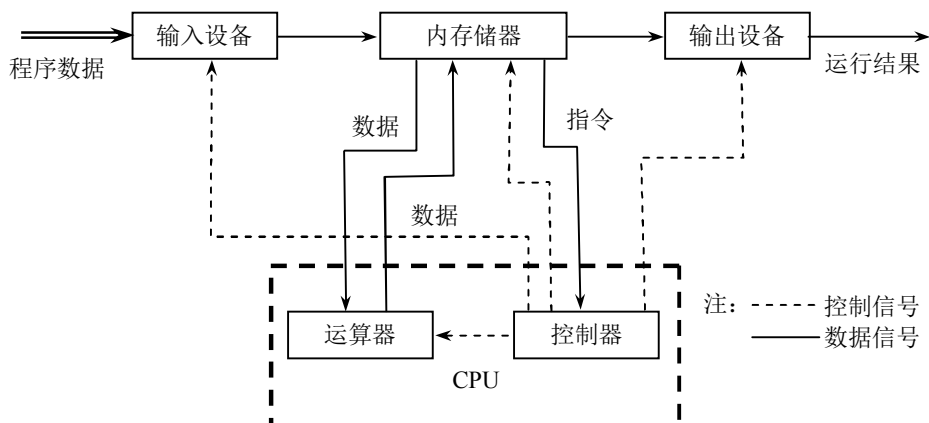 输入设备
内存储器
输出设备
程序数据
运行结果
数据
指令
数据
注：
控制信号
数据信号
运算器
控制器
CPU